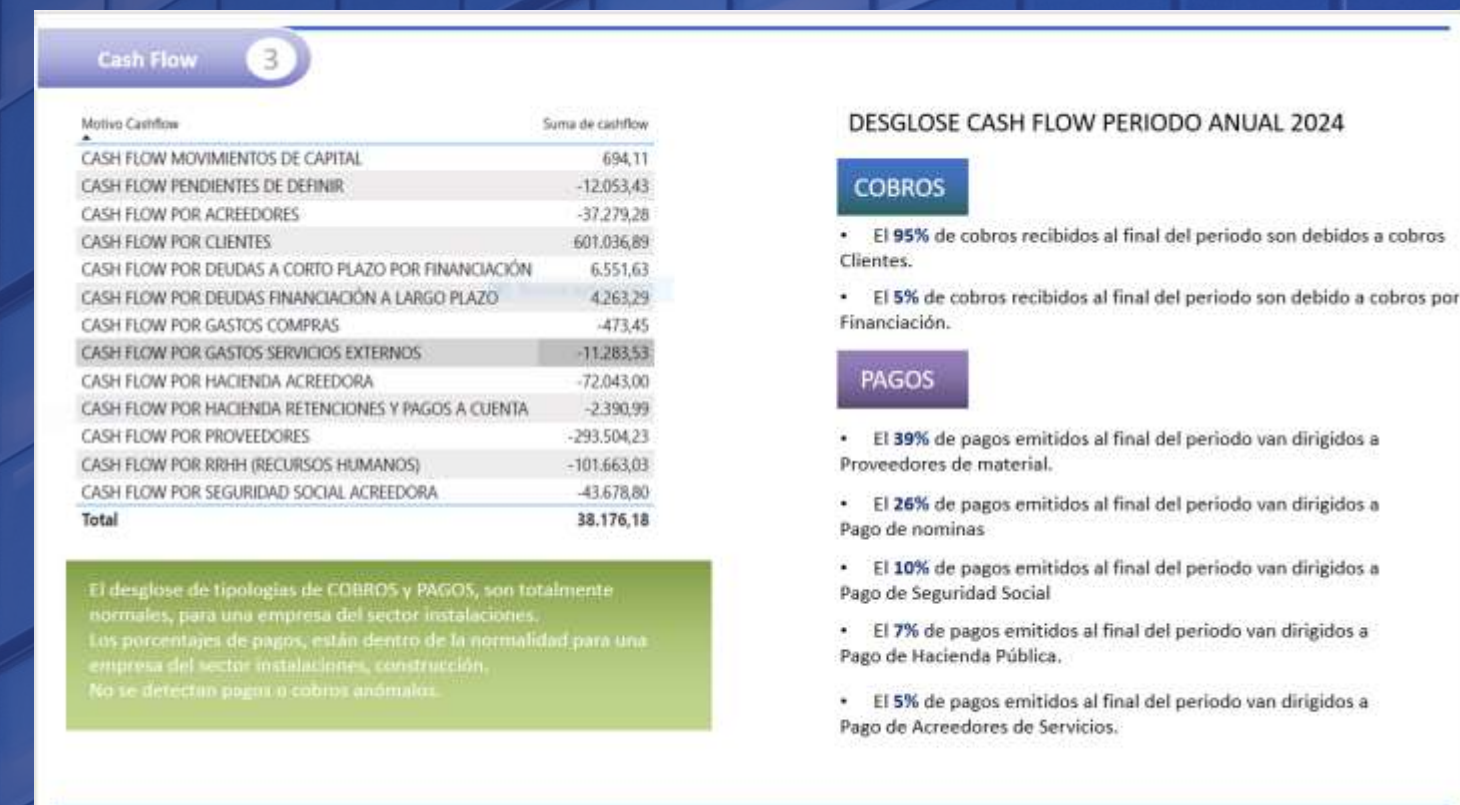 Cash Flow 3
Motivo Cashflow Suma de cashflow
CASH FLOW MOVIMIENTOS DE CAPITAL 694,11
CASH FLOW PENDIENTES DE DEFINIR -12.053,43
CASH FLOW POR ACREEDORES -37.279,28
CASH FLOW POR CLIENTES 601.036,89
CASH FLOW POR DEUDAS A CORTO PLAZO POR FINANCIACIÓN 6.551,63
CASH FLOW POR DEUDAS FINANCIACIÓN A LARGO PLAZO 4.263,29
CASH FLOW POR GASTOS COMPRAS -473,45
CASH FLOW POR GASTOS SERVICIOS EXTERNOS -11.283,53
CASH FLOW POR HACIENDA ACREEDORA -72.043,00
CASH FLOW POR HACIENDA RETENCIONES Y PAGOS A CUENTA -2.390,99
CASH FLOW POR PROVEEDORES -293.504,23
CASH FLOW POR RRHH (RECURSOS HUMANOS) -101.663,03
CASH FLOW POR SEGURIDAD SOCIAL ACREEDORA -43.678,80
Total 38.176,18
El desglose de tipologias de COBROS y PAGOS, son totalmente
normales, para una empresa del sector instalaciones.
Los porcentajes de pagos, están dentro de la normalidad para una
empresa del sector instalaciones, construcción.
No se detectan pagos o cobros anómalos.
DESGLOSE CASH FLOW PERIODO ANUAL 2024
COBROS
• El 95% de cobros recibidos al final del periodo son debidos a cobros
Clientes.
• El 5% de cobros recibidos al final del periodo son debido a cobros por
Financiación.
PAGOS
• El 39% de pagos emitidos al final del periodo van dirigidos a
Proveedores de material.
• El 26% de pagos emitidos al final del periodo van dirigidos a
Pago de nominas
• El 10% de pagos emitidos al final del periodo van dirigidos a
Pago de Seguridad Social
• El 7% de pagos emitidos al final del periodo van dirigidos a
Pago de Hacienda Pública.
• El 5% de pagos emitidos al final del periodo van dirigidos a
Pago de Acreedores de Servicios.